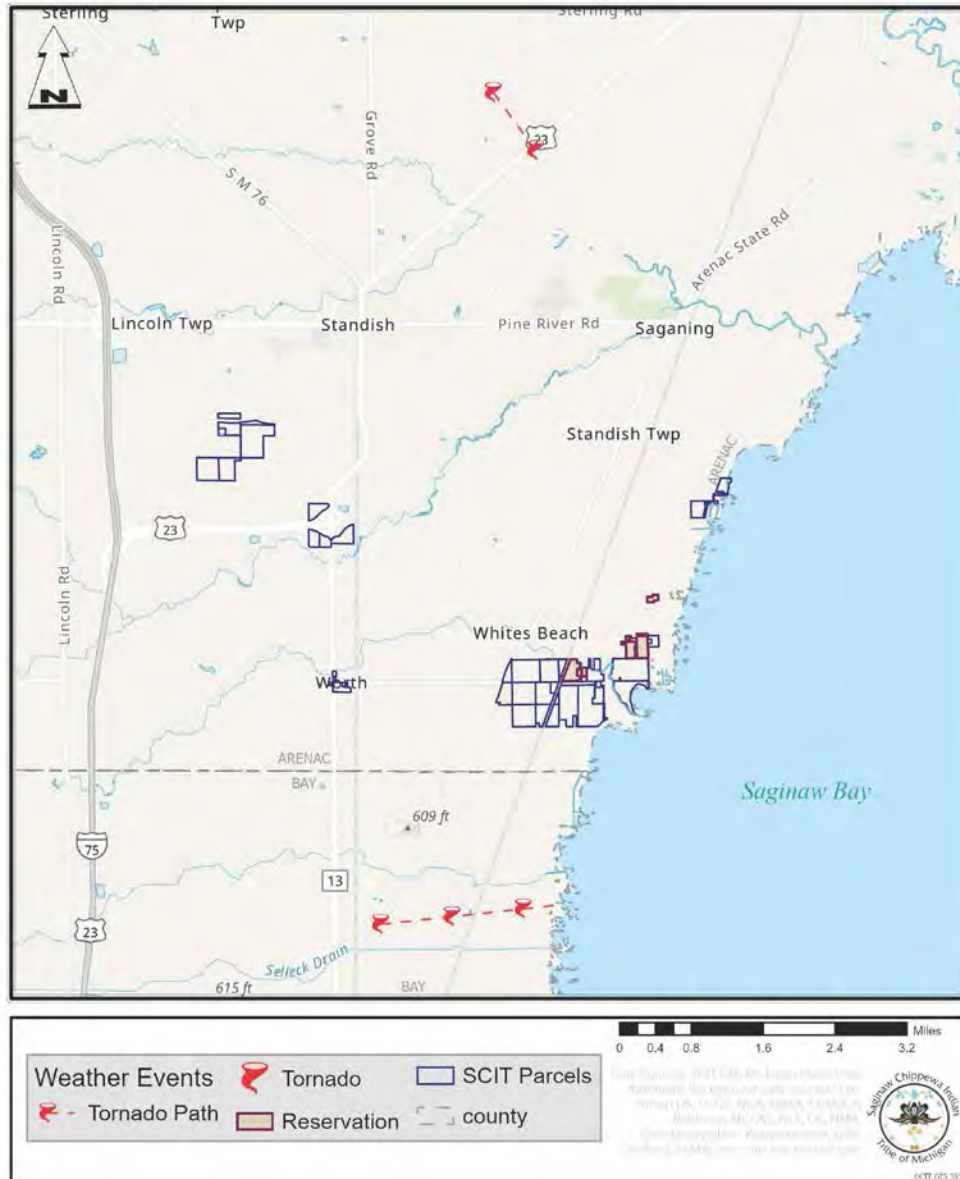 Sterling
Twp
Sterling Rd
N
Grove Rd
23
S M 76
Lincoln Rd
Arenac State Rd
Lincoln Twp
Standish
Pine River Rd
Saganing
Standish Twp
ARENAC
23
Lincoln Rd
Whites Beach
Worth
ARENAC
BAY
Saginaw Bay
609 ft
75
13
23
Selleck Drain
615 ft
BAY
Miles
0 0.4 0.8 1.6 2.4 3.2
Weather Events
Tornado
SCIT Parcels
Tornado Path
Reservation
county
Saginaw Chippewa Indian
Tribe of Michigan